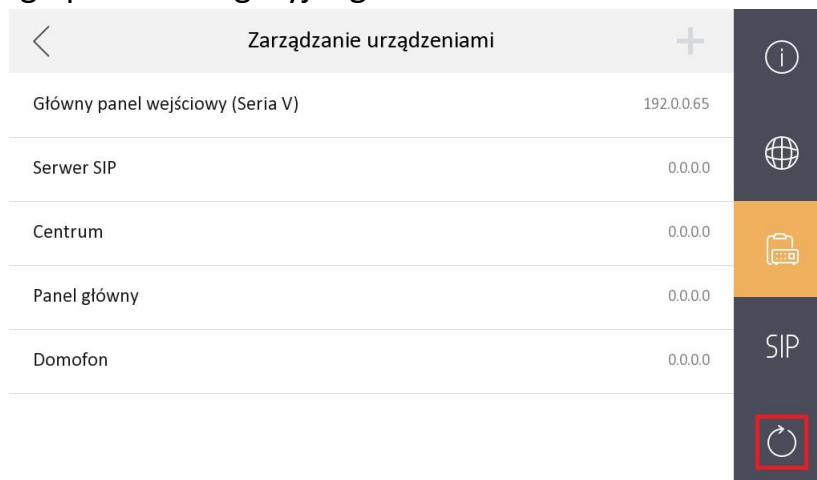 Zarządzanie urządzeniami
Główny panel wejściowy (Seria V) 192.0.0.65
Serwer SIP 0.0.0.0
Centrum 0.0.0.0
Panel główny 0.0.0.0
Domofon 0.0.0.0
SIP